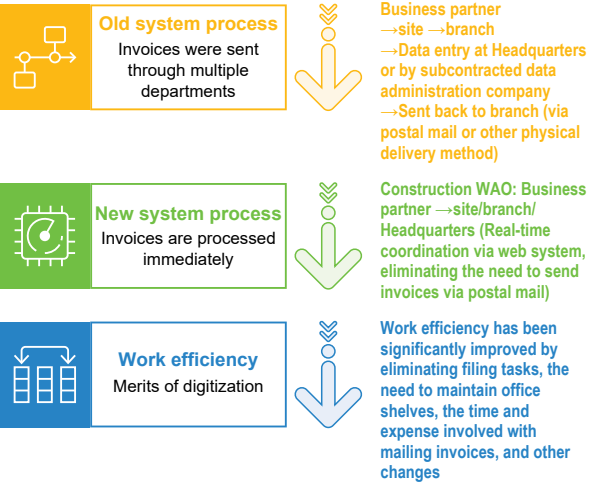 Old system process
Invoices were sent
through multiple
departments
Business partner
→site →branch
→Data entry at Headquarters
or by subcontracted data
administration company
→Sent back to branch (via
postal mail or other physical
delivery method)
New system process
Invoices are processed
immediately
Construction WAO: Business
partner →site/branch/
Headquarters (Real-time
coordination via web system,
eliminating the need to send
invoices via postal mail)
Work efficiency
Merits of digitization
Work efficiency has been
significantly improved by
eliminating filing tasks, the
need to maintain office
shelves, the time and
expense involved with
mailing invoices, and other
changes